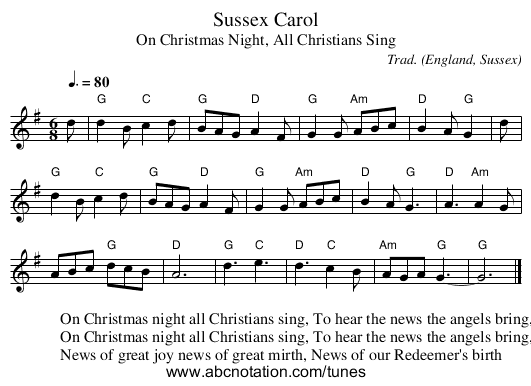 Sussex Carol
On Christmas Night, All Christians Sing
Trad. (England, Sussex)
♩. = 80
G C G D G Am D G
6/8
G C G D G Am D G D Am
G D G C D C Am G G
On Christmas night all Christians sing, To hear the news the angels bring,
On Christmas night all Christians sing, To hear the news the angels bring,
News of great joy news of great mirth, News of our Redeemer's birth
www.abcnotation.com/tunes